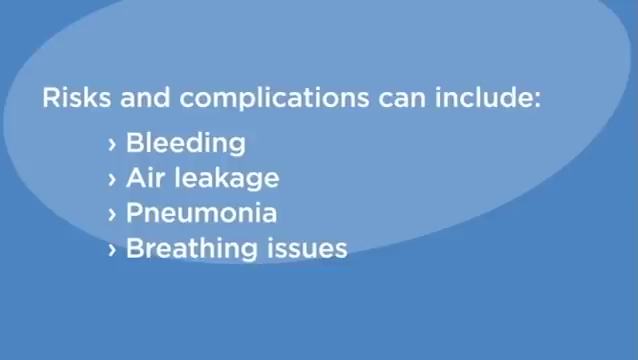 Risks and complications can include:
› Bleeding
› Air leakage
› Pneumonia
› Breathing issues